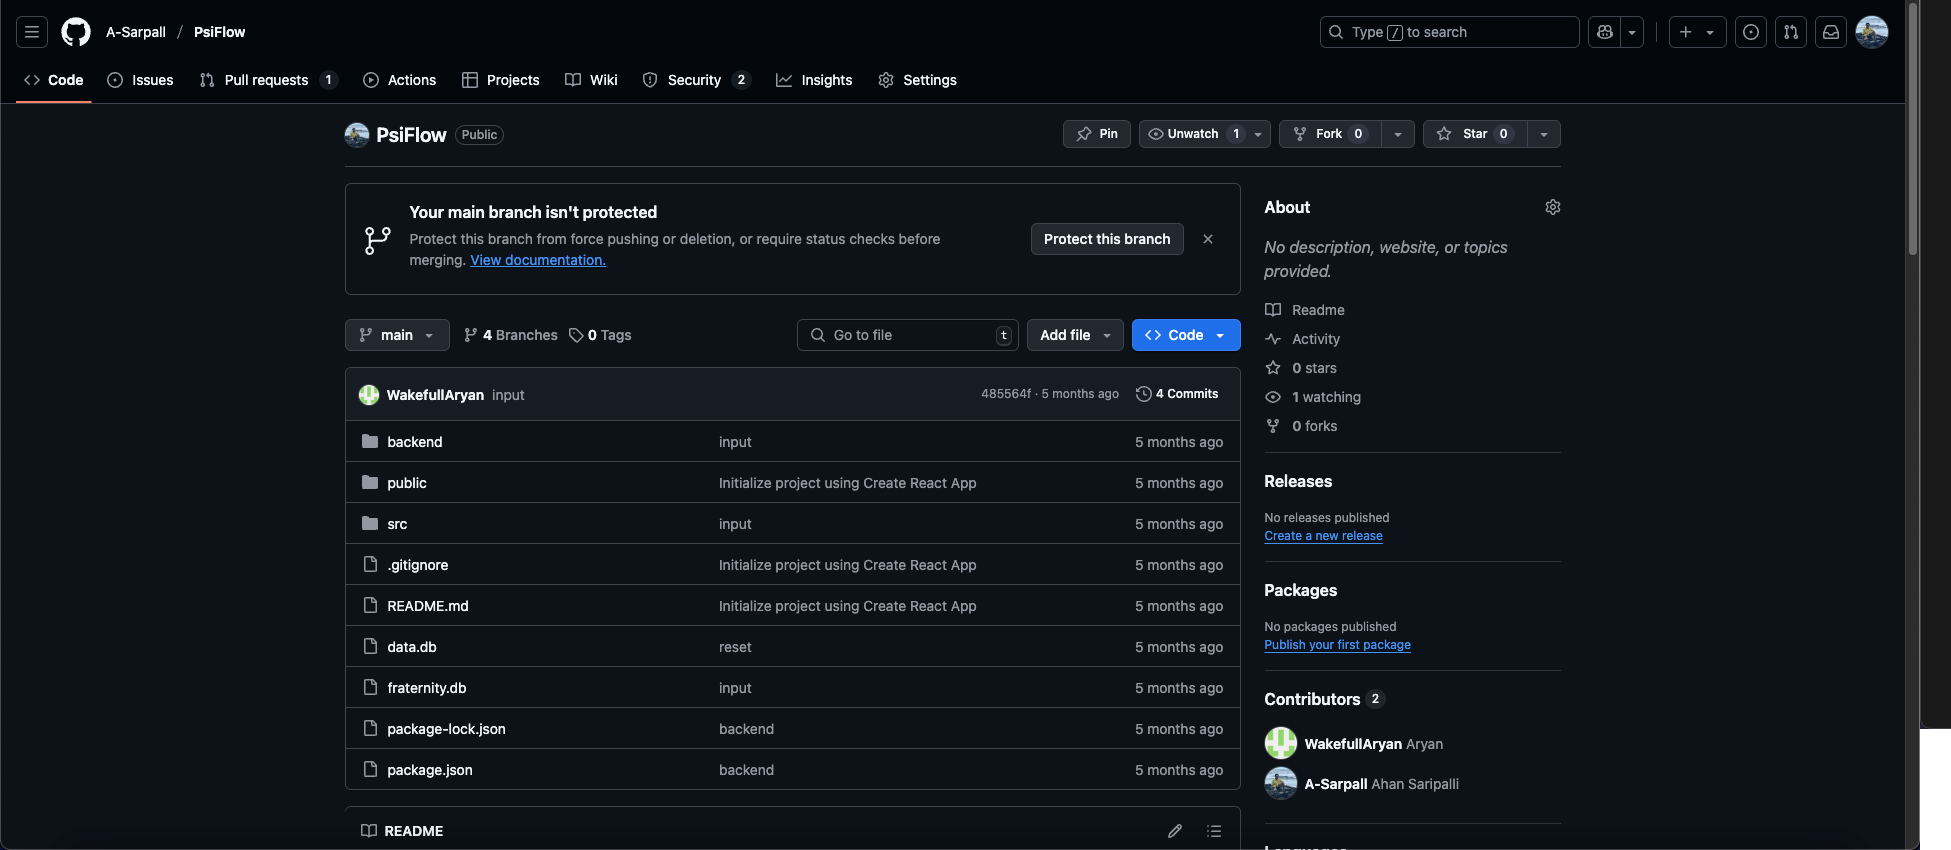 A-Sarpall / PsiFlow
Type / to search
Code
Issues
Pull requests 1
Actions
Projects
Wiki
Security 2
Insights
Settings
PsiFlow Public
Pin
Unwatch 1
Fork 0
Star 0
Your main branch isn't protected
Protect this branch from force pushing or deletion, or require status checks before
merging. View documentation.
Protect this branch
main
4 Branches
0 Tags
Go to file t
Add file
Code
WakefullAryan input 485564f · 5 months ago 4 Commits
backend input 5 months ago
public Initialize project using Create React App 5 months ago
src input 5 months ago
.gitignore Initialize project using Create React App 5 months ago
README.md Initialize project using Create React App 5 months ago
data.db reset 5 months ago
fraternity.db input 5 months ago
package-lock.json backend 5 months ago
package.json backend 5 months ago
README
About
No description, website, or topics
provided.
Readme
Activity
0 stars
1 watching
0 forks
Releases
No releases published
Create a new release
Packages
No packages published
Publish your first package
Contributors 2
WakefullAryan Aryan
A-Sarpall Ahan Saripalli